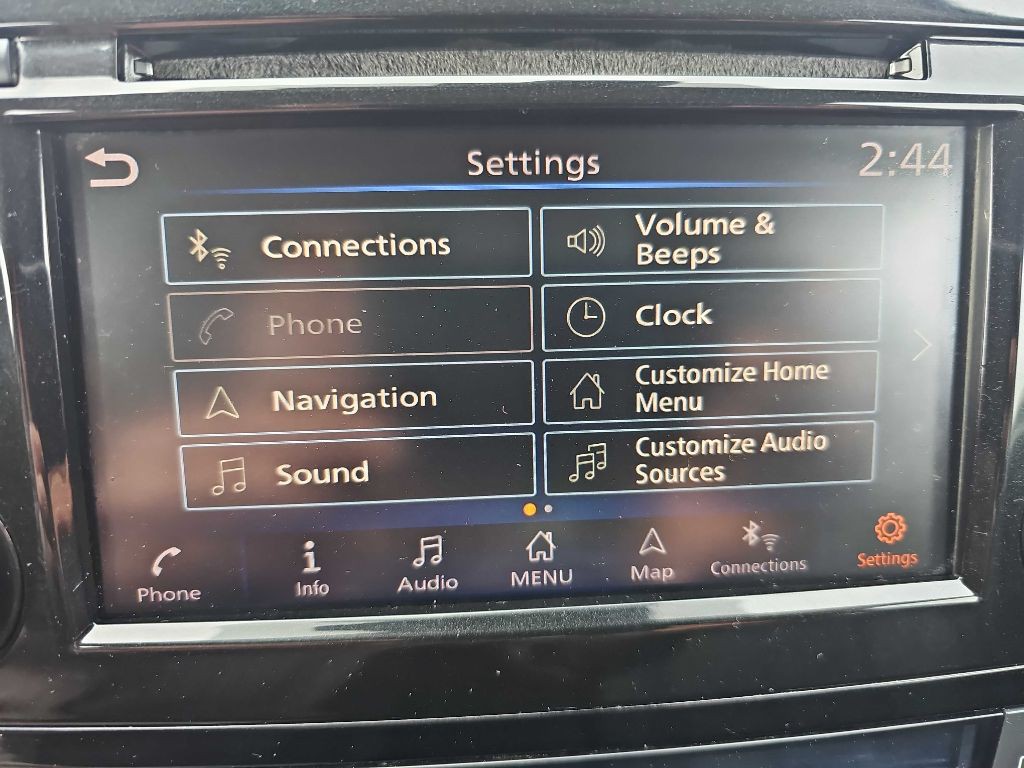 Settings
2:44
Connections
Volume &
Beeps
Phone
Clock
Navigation
Customize Home
Menu
Sound
Customize Audio
Sources
Phone
Info
Audio
MENU
Map
Connections
Settings